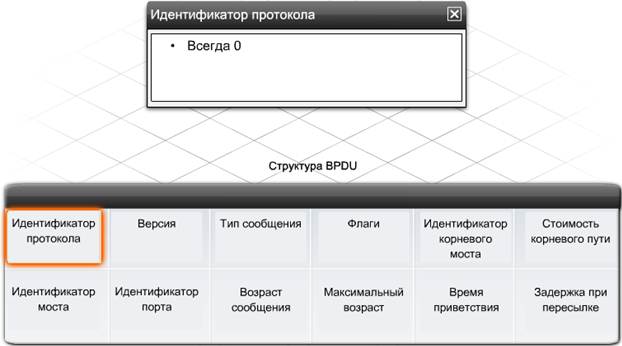 Идентификатор протокола
• Всегда 0
Структура BPDU
Идентификатор
протокола
Версия
Тип сообщения
Флаги
Идентификатор
корневого
моста
Стоимость
корневого пути
Идентификатор
моста
Идентификатор
порта
Возраст
сообщения
Максимальный
возраст
Время
приветствия
Задержка при
пересылке